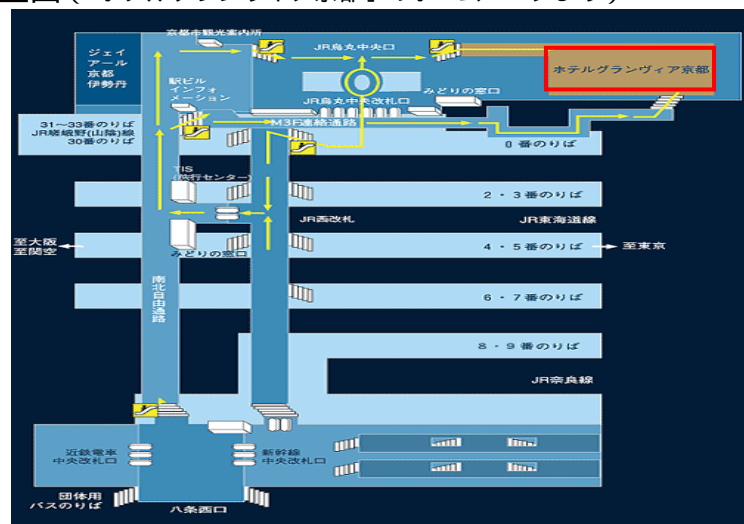 京都市観光案内所
ジェイ
アール
京都
伊勢丹
JR烏丸中央口
ホテルグランヴィア京都
駅ビル
インフォ
メーション
みどりの窓口
JR烏丸中央改札口
31〜33番のりば
JR嵯峨野(山陰)線
30番のりば
M3F連絡通路
0番のりば
TIS
(旅行センター)
2・3番のりば
JR西改札
JR東海道線
至大阪
至関空
みどりの窓口
4・5番のりば
至東京
南北自由通路
6・7番のりば
8・9番のりば
JR奈良線
近鉄電車
中央改札口
新幹線
中央改札口
団体用
バスのりば
八条西口